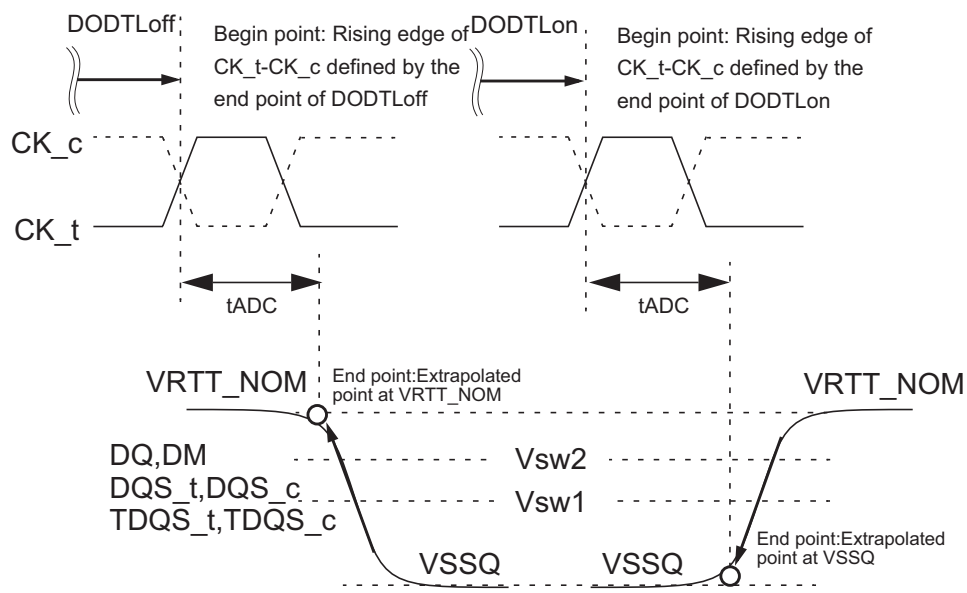 DODTLoff
Begin point: Rising edge of
CK_t-CK_c defined by the
end point of DODTLoff
DODTLon
Begin point: Rising edge of
CK_t-CK_c defined by the
end point of DODTLon
CK_c
CK_t
tADC
tADC
VRTT_NOM
End point:Extrapolated
point at VRTT_NOM
VRTT_NOM
DQ,DM
DQS_t,DQS_c
TDQS_t,TDQS_c
Vsw2
Vsw1
End point:Extrapolated
point at VSSQ
VSSQ
VSSQ